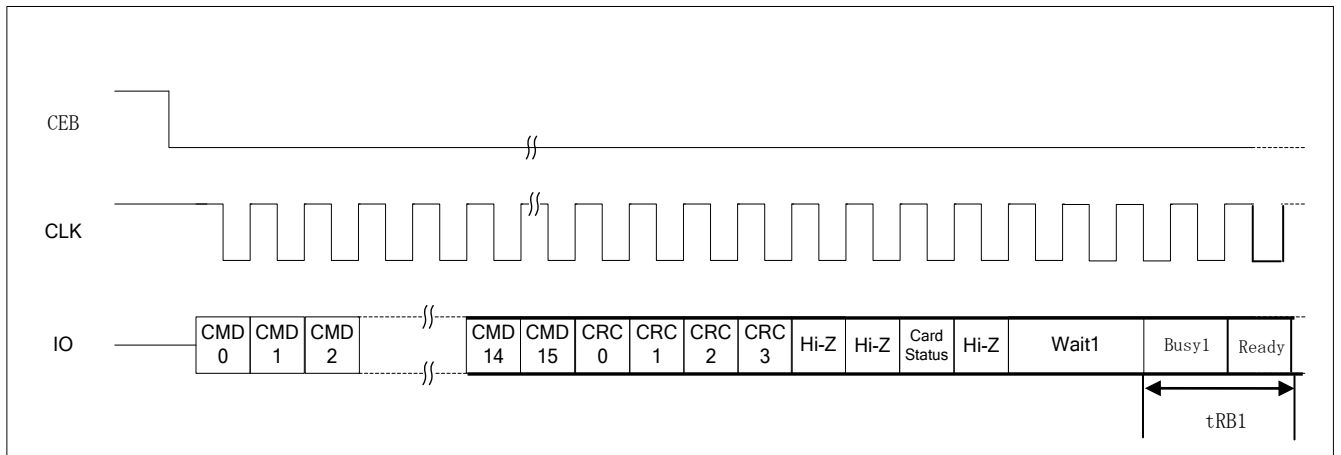 CEB
CLK
IO
CMD
0
CMD
1
CMD
2
CMD
14
CMD
15
CRC
0
CRC
1
CRC
2
CRC
3
Hi-Z
Hi-Z
Card
Status
Hi-Z
Wait1
Busy1
Ready
tRB1